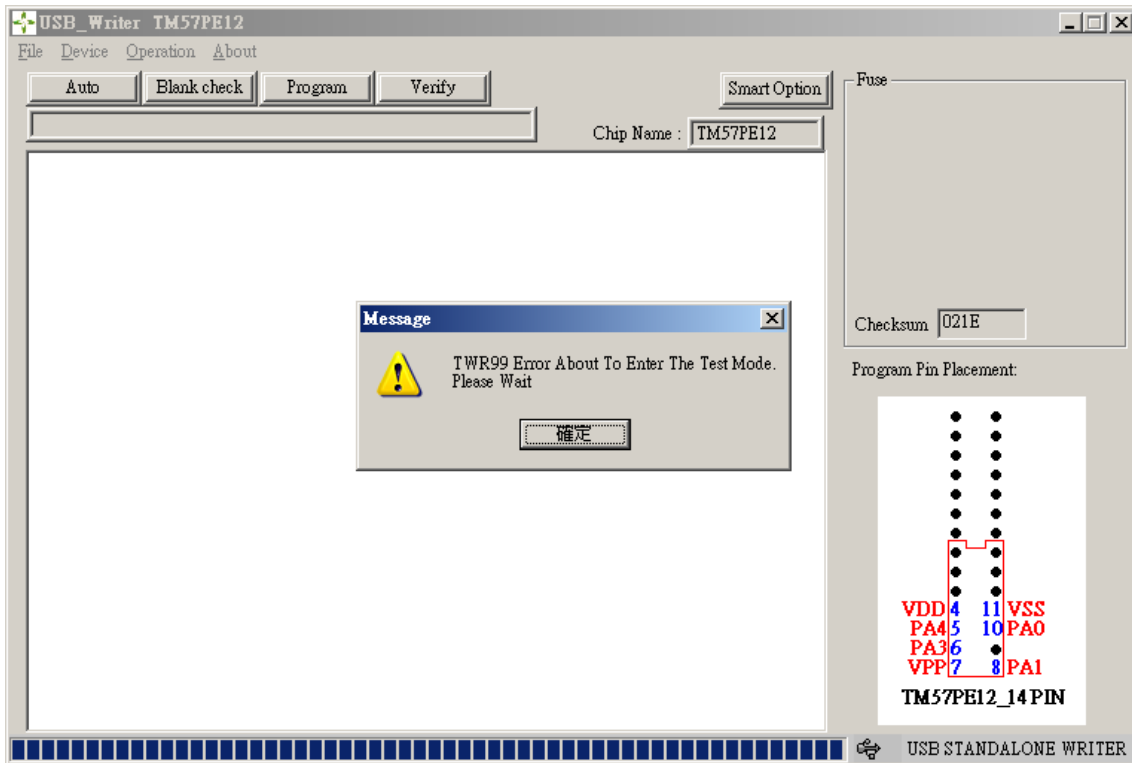 USB_Writer TM57PE12
File Device Operation About
Auto Blank check Program Verify Smart Option
Chip Name : TM57PE12
Fuse
Checksum 021E
Message
TWR99 Error About To Enter The Test Mode.
Please Wait
確定
Program Pin Placement:
VDD 4 11 VSS
PA4 5 10 PA0
PA3 6
VPP 7 8 PA1
TM57PE12_14 PIN
USB STANDALONE WRITER